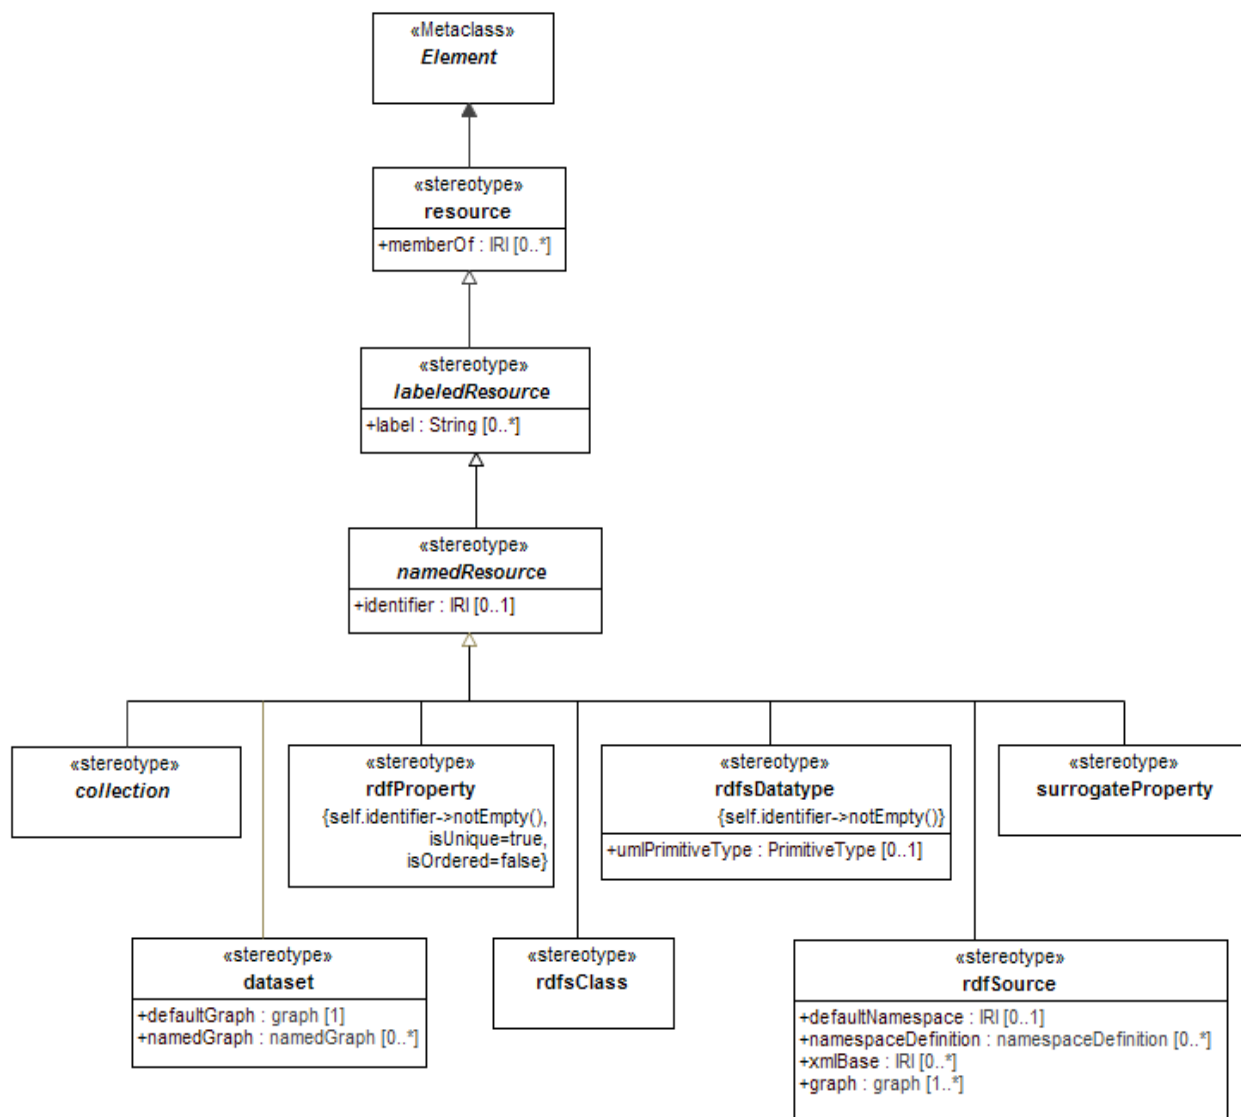 «Metaclass»
Element
«stereotype»
resource
+memberOf : IRI [0..*]
«stereotype»
labeledResource
+label : String [0..*]
«stereotype»
namedResource
+identifier : IRI [0..1]
«stereotype»
collection
«stereotype»
rdfProperty
{self.identifier->notEmpty(),
isUnique=true,
isOrdered=false}
«stereotype»
rdfsDatatype
{self.identifier->notEmpty()}
+umlPrimitiveType : PrimitiveType [0..1]
«stereotype»
surrogateProperty
«stereotype»
dataset
+defaultGraph : graph [1]
+namedGraph : namedGraph [0..*]
«stereotype»
rdfsClass
«stereotype»
rdfSource
+defaultNamespace : IRI [0..1]
+namespaceDefinition : namespaceDefinition [0..*]
+xmlBase : IRI [0..*]
+graph : graph [1..*]